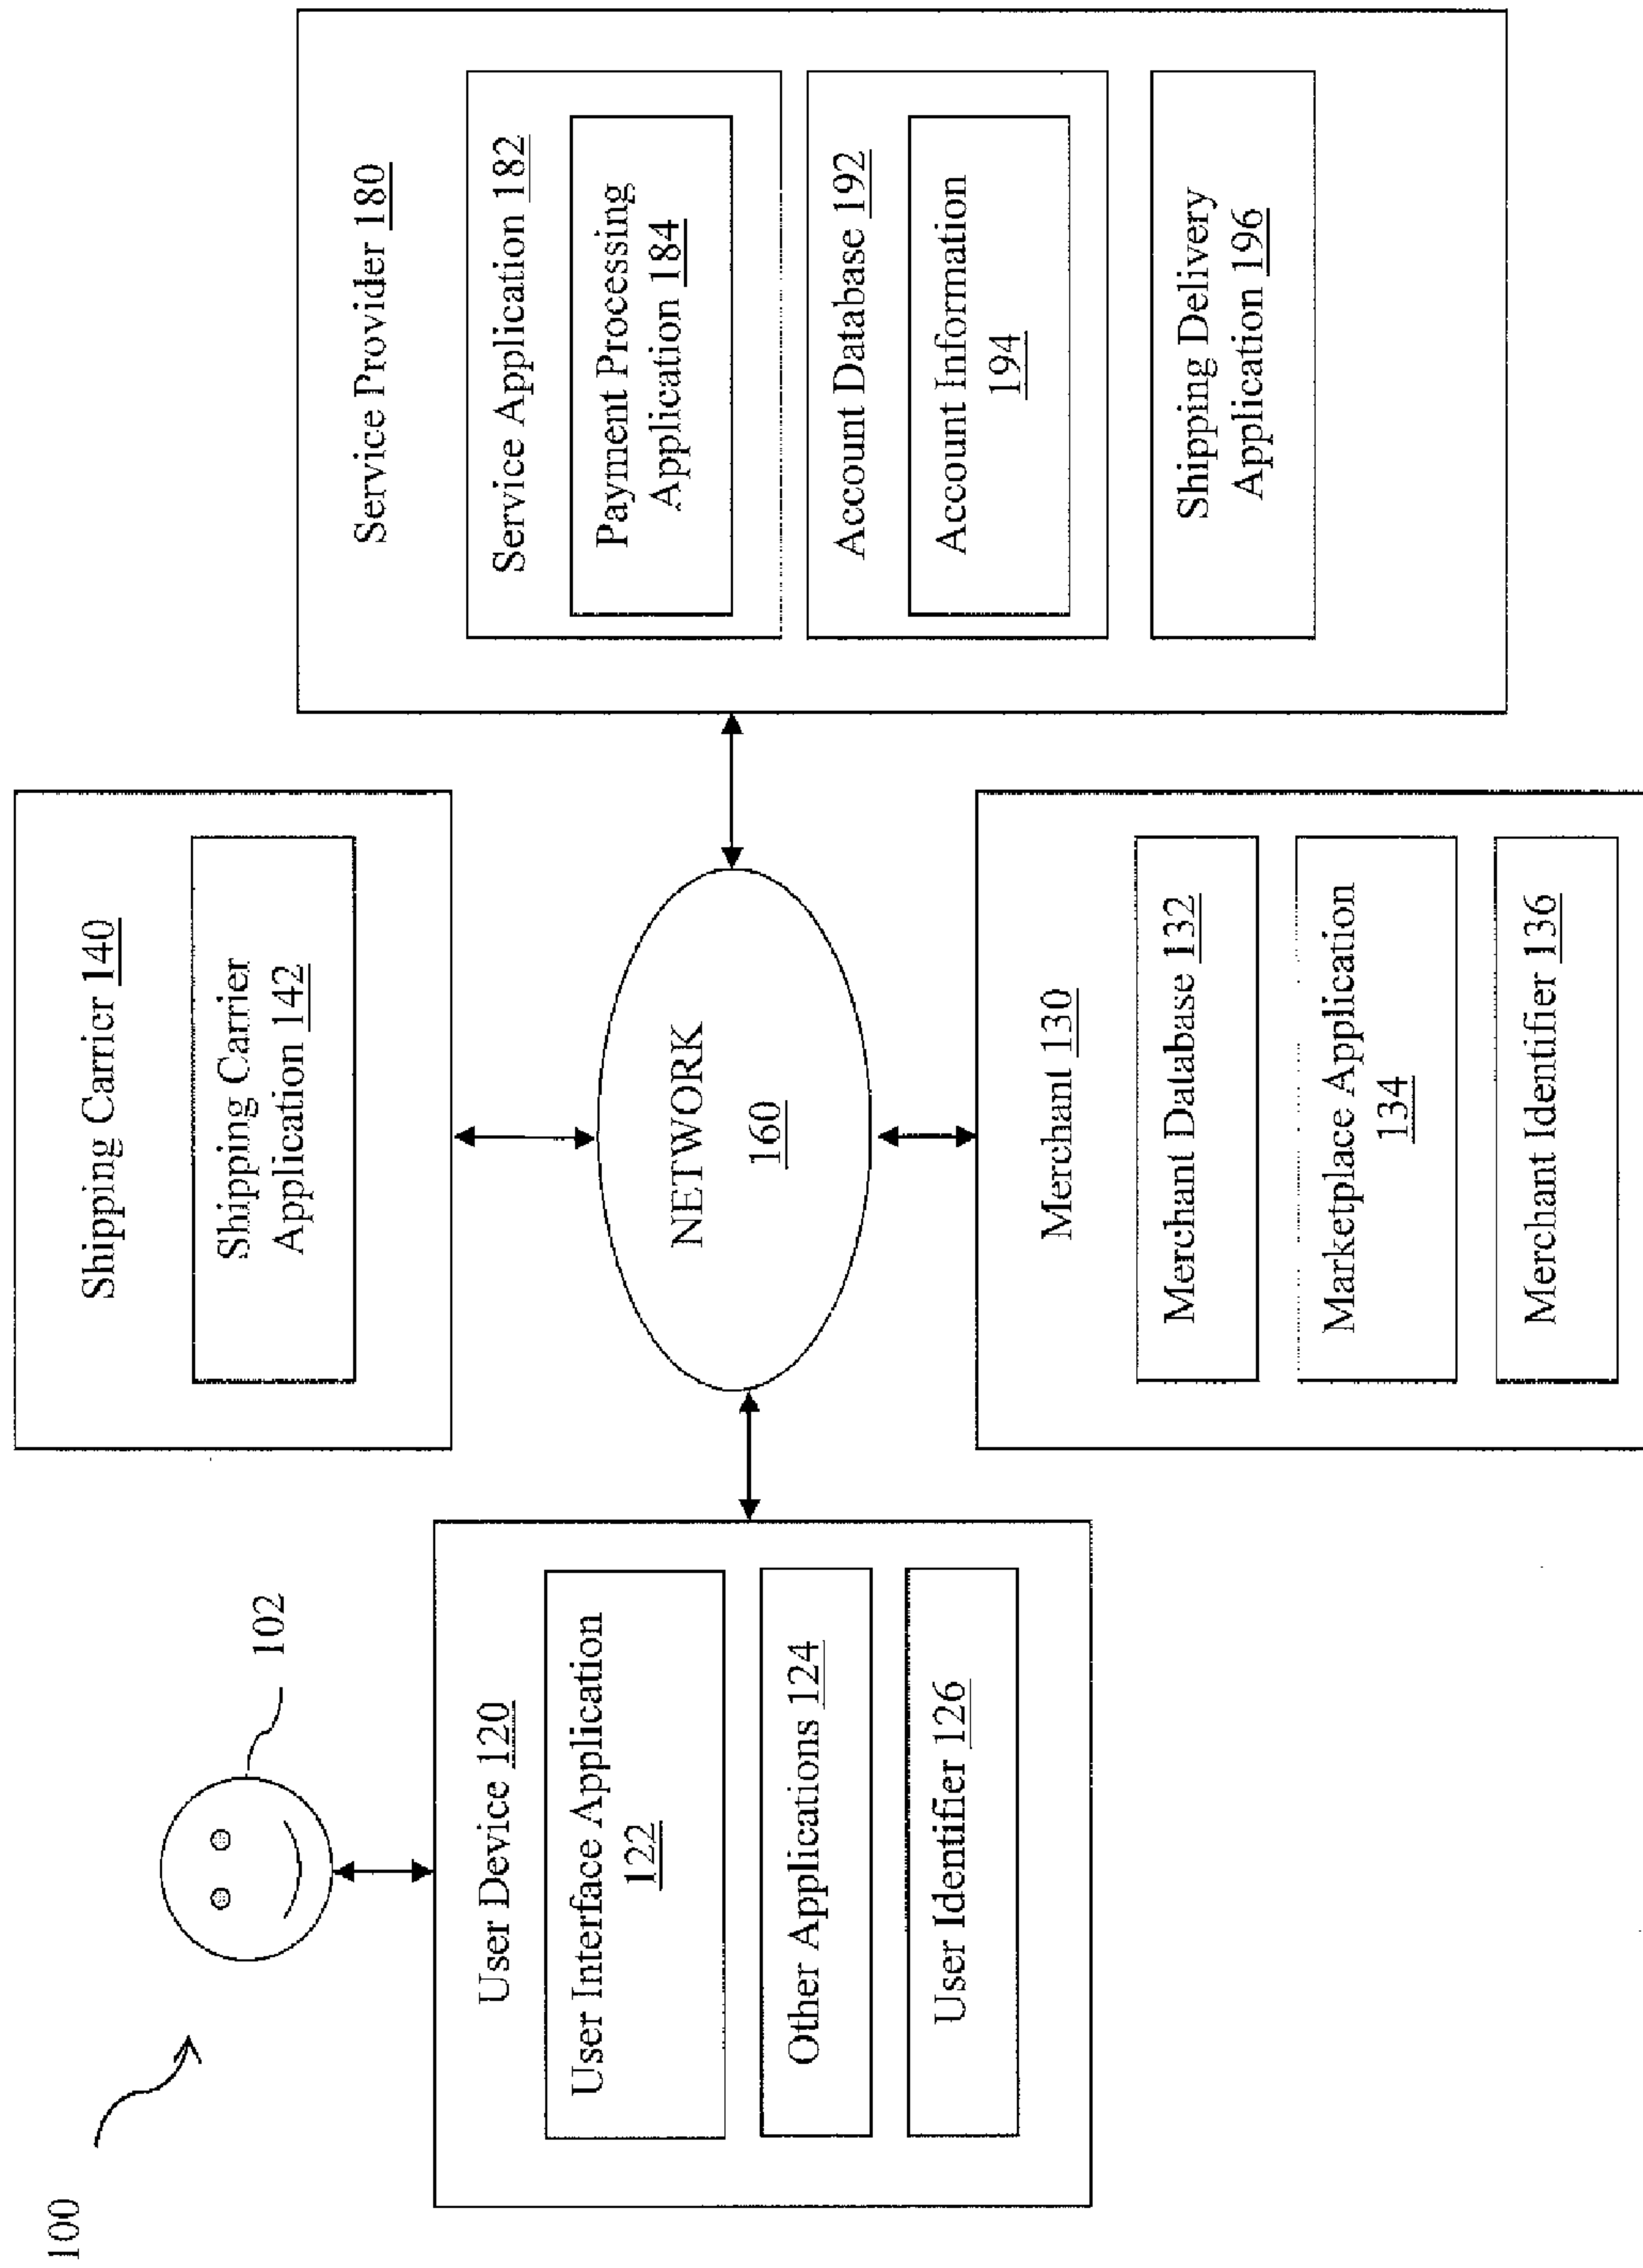 100
102
User Device 120
User Interface Application
122
Other Applications 124
User Identifier 126
Shipping Carrier 140
Shipping Carrier
Application 142
NETWORK
160
Merchant 130
Merchant Database 132
Marketplace Application
134
Merchant Identifier 136
Service Provider 180
Service Application 182
Payment Processing
Application 184
Account Database 192
Account Information
194
Shipping Delivery
Application 196